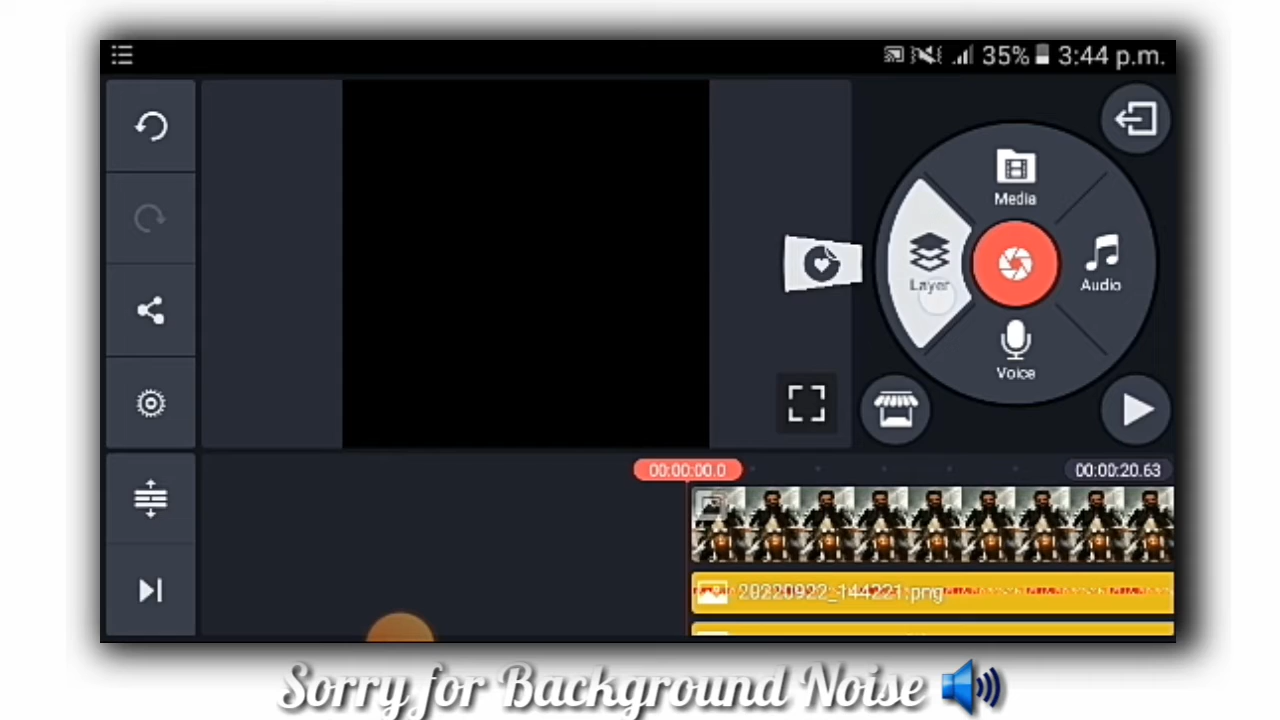 35% 3:44 p.m.
Media
Layer
Audio
Voice
00:00:00.0
00:00:20.63
20220922_144221.png
Sorry for Background Noise